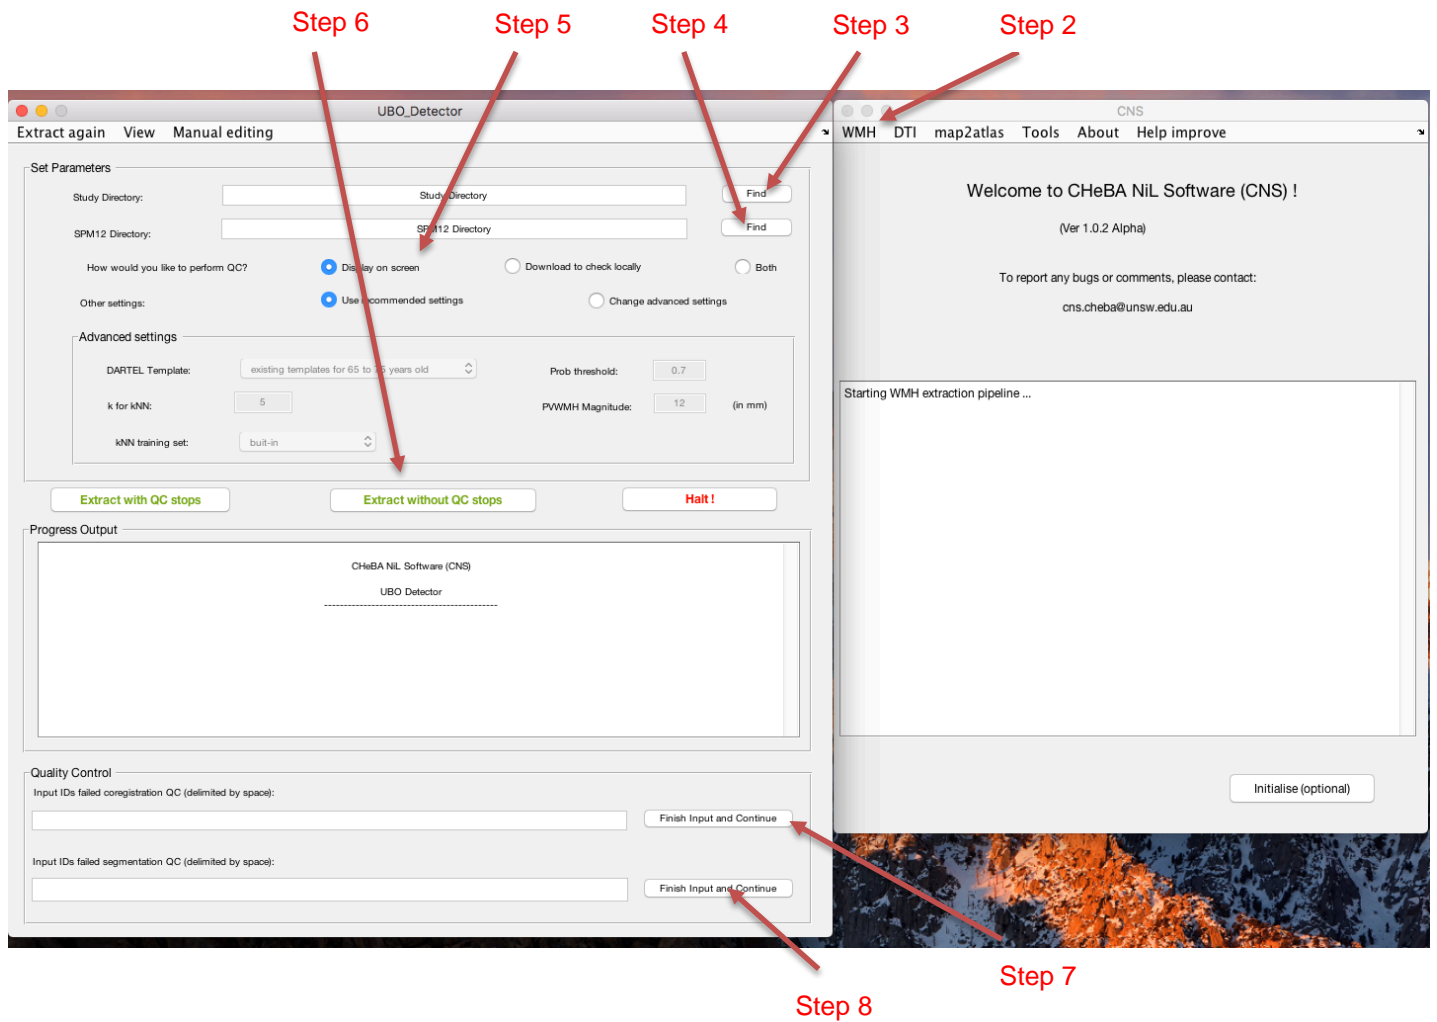 Step 6 Step 5 Step 4 Step 3 Step 2
UBO_Detector
Extract again View Manual editing
Set Parameters
Study Directory: Study Directory Find
SPM12 Directory: SPM12 Directory Find
How would you like to perform QC? Display on screen Download to check locally Both
Other settings: Use recommended settings Change advanced settings
Advanced settings
DARTEL Template: existing templates for 65 to 75 years old Prob threshold: 0.7
k for kNN: 5 PVWMH Magnitude: 12 (in mm)
kNN training set: buit-in
Extract with QC stops Extract without QC stops Halt !
Progress Output
CHeBA NiL Software (CNS)
UBO Detector
--------------------------------------------
Quality Control
Input IDs failed coregistration QC (delimited by space):
Finish Input and Continue
Input IDs failed segmentation QC (delimited by space):
Finish Input and Continue
CNS
WMH DTI map2atlas Tools About Help improve
Welcome to CHeBA NiL Software (CNS) !
(Ver 1.0.2 Alpha)
To report any bugs or comments, please contact:
cns.cheba@unsw.edu.au
Starting WMH extraction pipeline ...
Initialise (optional)
Step 7
Step 8